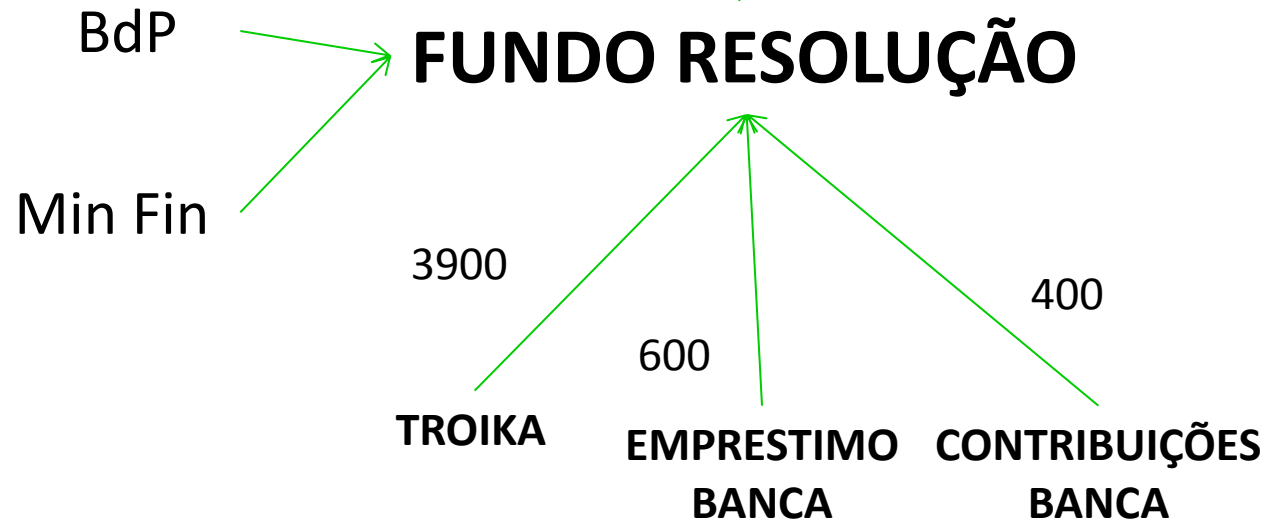 BdP
FUNDO RESOLUÇÃO
Min Fin
3900
400
600
TROIKA
EMPRESTIMO
BANCA
CONTRIBUIÇÕES
BANCA